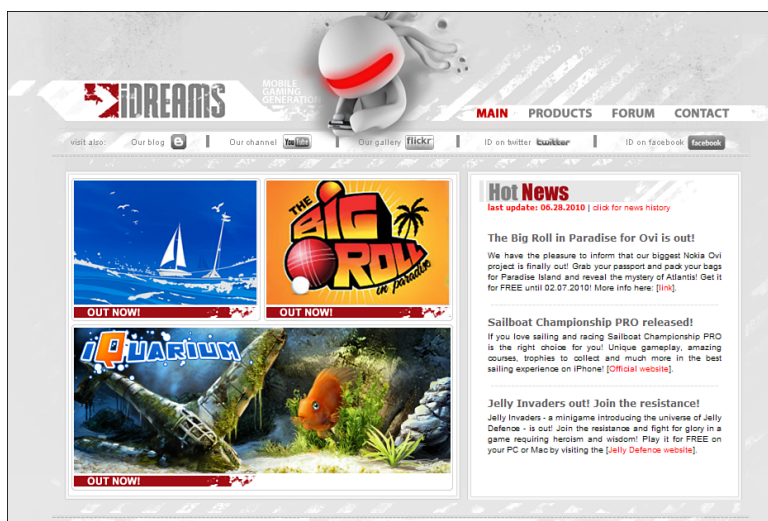 iDREAMS
MOBILE
GAMING
GENERATION
MAIN PRODUCTS FORUM CONTACT
visit also: Our blog Our channel YouTube Our gallery flickr ID on twitter twitter ID on facebook facebook
OUT NOW!
THE
BIG
ROLL
in paradise
OUT NOW!
iQUARIUM
OUT NOW!
Hot News
last update: 06.28.2010 | click for news history
The Big Roll in Paradise for Ovi is out!
We have the pleasure to inform that our biggest Nokia Ovi
project is finally out! Grab your passport and pack your bags
for Paradise Island and reveal the mystery of Atlantis! Get it
for FREE until 02.07.2010! More info here: [link].
Sailboat Championship PRO released!
If you love sailing and racing Sailboat Championship PRO
is the right choice for you! Unique gameplay, amazing
courses, trophies to collect and much more in the best
sailing experience on iPhone! [Official website].
Jelly Invaders out! Join the resistance!
Jelly Invaders - a minigame introducing the universe of Jelly
Defence - is out! Join the resistance and fight for glory in a
game requiring heroism and wisdom! Play it for FREE on
your PC or Mac by visiting the [Jelly Defence website].